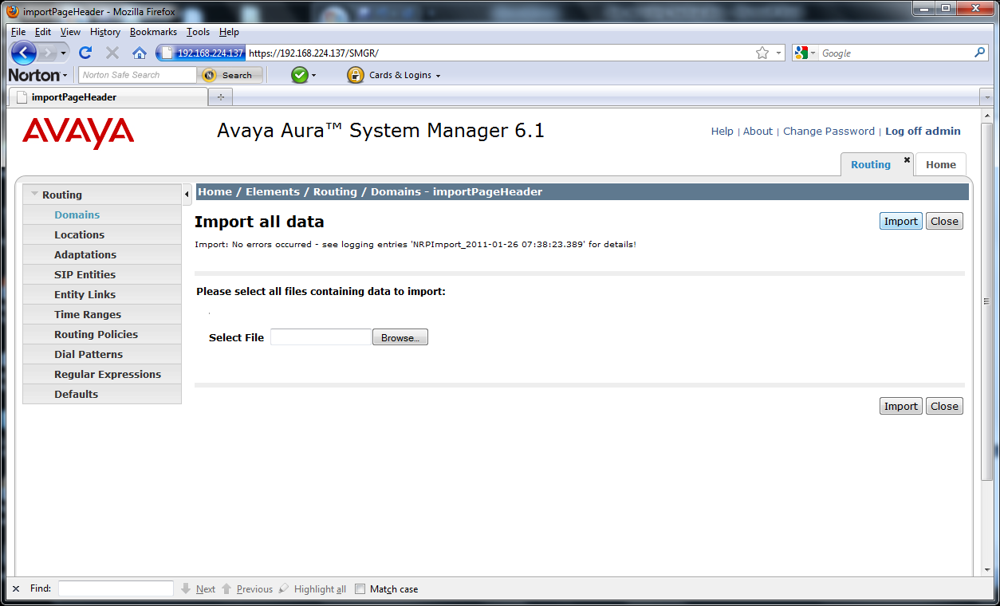 importPageHeader - Mozilla Firefox
File Edit View History Bookmarks Tools Help
192.168.224.137 https://192.168.224.137/SMGR/ Google
Norton Norton Safe Search Search Cards & Logins
importPageHeader
AVAYA Avaya Aura™ System Manager 6.1 Help | About | Change Password | Log off admin
Routing Home
Routing
Domains
Locations
Adaptations
SIP Entities
Entity Links
Time Ranges
Routing Policies
Dial Patterns
Regular Expressions
Defaults
Home / Elements / Routing / Domains - importPageHeader
Import all data Import Close
Import: No errors occurred - see logging entries 'NRPImport_2011-01-26 07:38:23.389' for details!
Please select all files containing data to import:
.
Select File Browse...
Import Close
Find: Next Previous Highlight all Match case